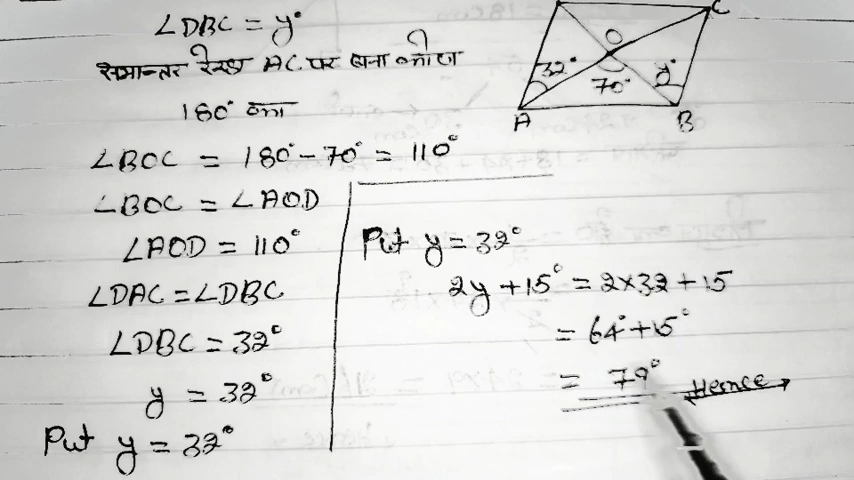 ∠DBC = y°
समान्तर रेखा AC पर बना कोण
180° का
∠BOC = 180° - 70° = 110°
∠BOC = ∠AOD
∠AOD = 110°
∠DAC = ∠DBC
∠DBC = 32°
y = 32°
Put y = 32°
C
O
32°
70°
y°
A
B
Put y = 32°
2y + 15° = 2×32 + 15
= 64° + 15°
= 79° Hence